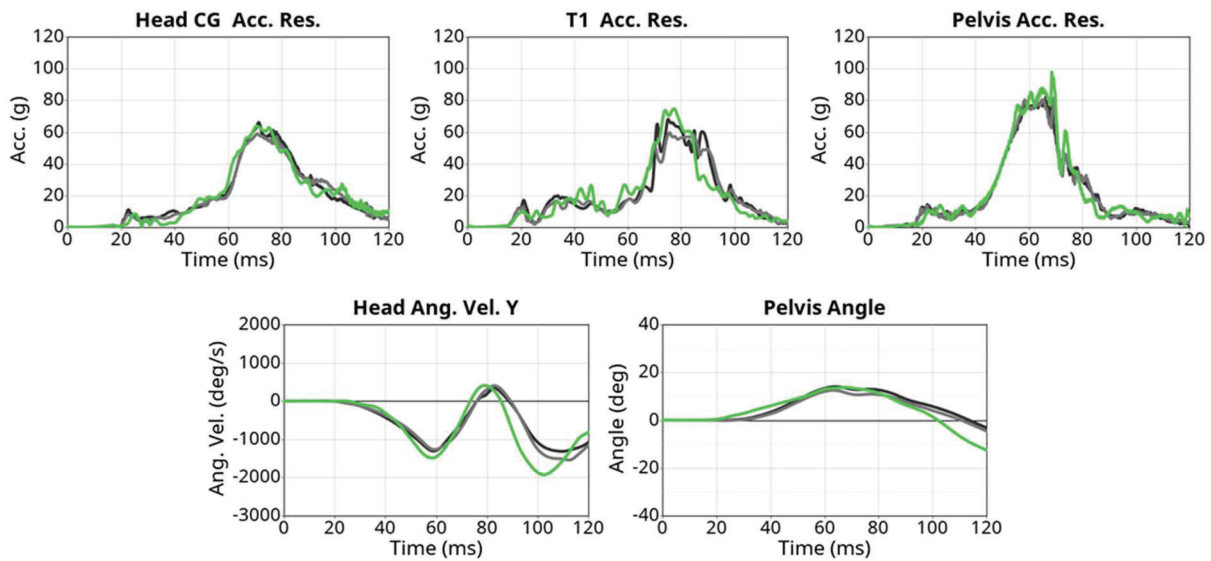 Head CG  Acc. Res.
120
100
80
60
40
20
0
Acc. (g)
0 20 40 60 80 100 120
Time (ms)
T1  Acc. Res.
120
100
80
60
40
20
0
Acc. (g)
0 20 40 60 80 100 120
Time (ms)
Pelvis Acc. Res.
120
100
80
60
40
20
0
Acc. (g)
0 20 40 60 80 100 120
Time (ms)
Head Ang. Vel. Y
2000
1000
0
-1000
-2000
-3000
Ang. Vel. (deg/s)
0 20 40 60 80 100 120
Time (ms)
Pelvis Angle
40
20
0
-20
-40
Angle (deg)
0 20 40 60 80 100 120
Time (ms)